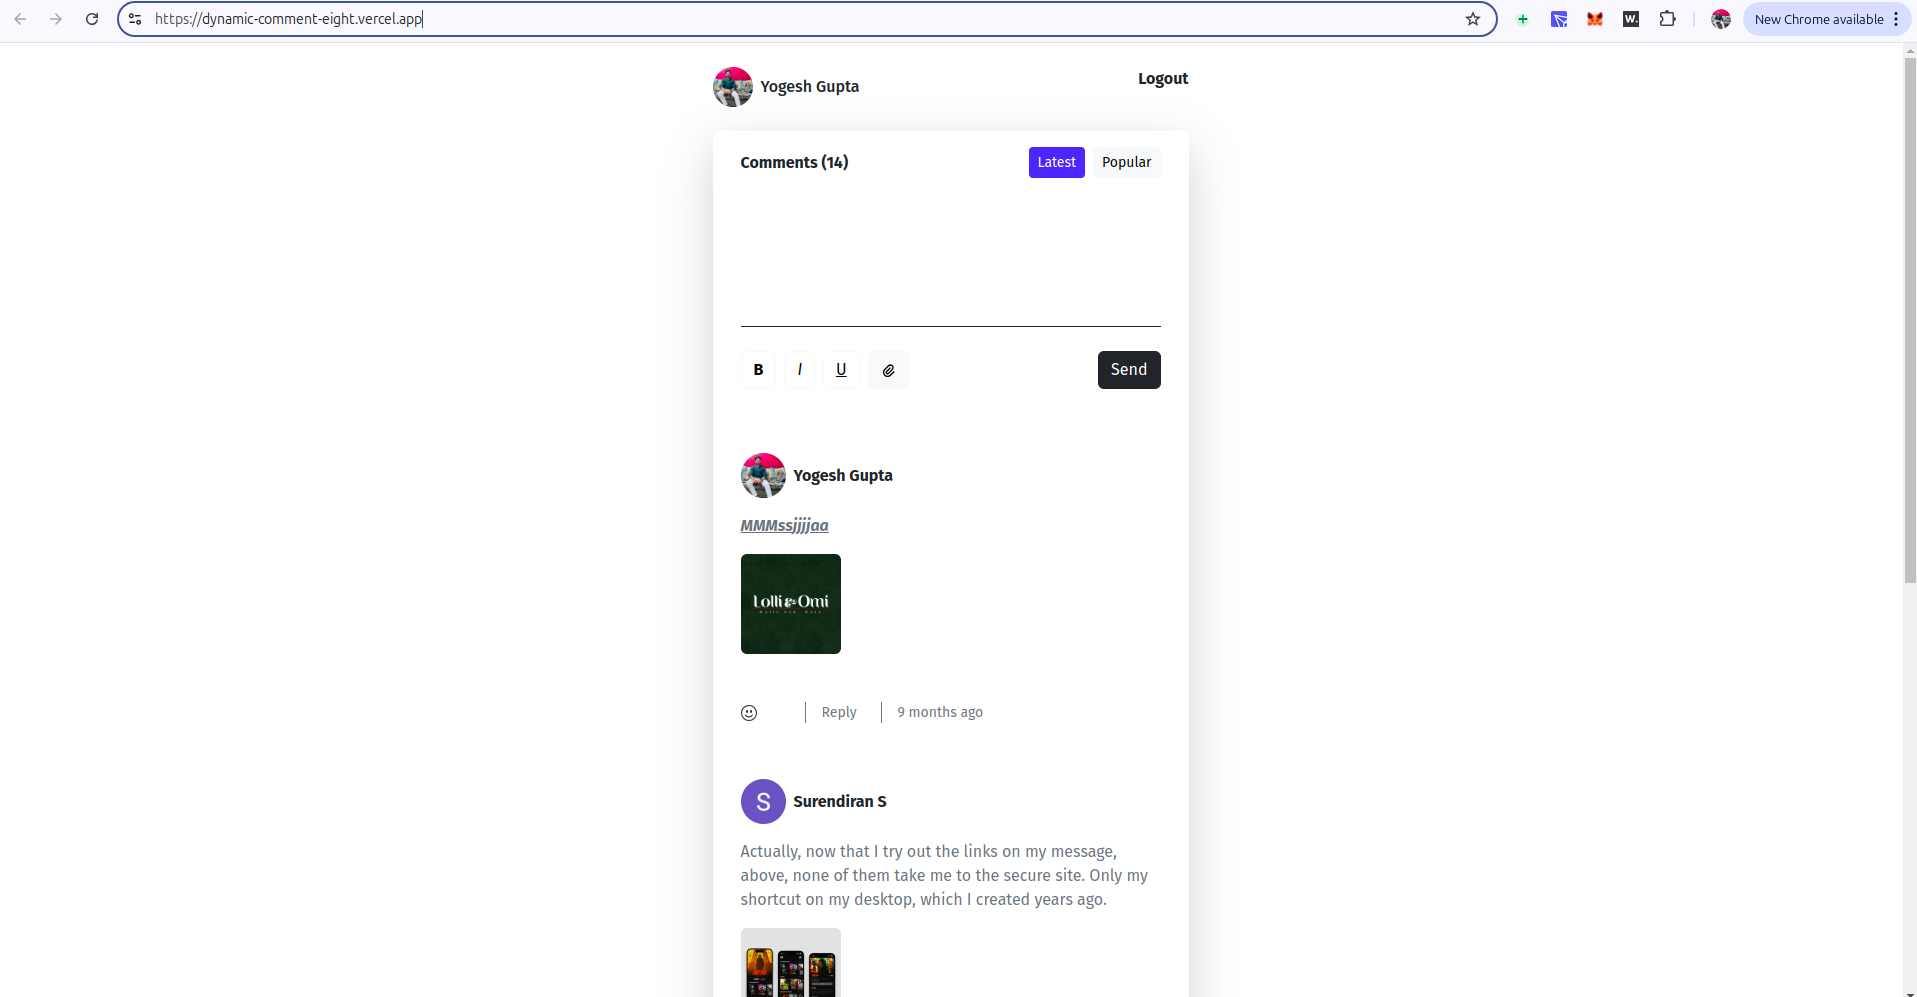 https://dynamic-comment-eight.vercel.app
W.
New Chrome available
Yogesh Gupta
Logout
Comments (14)
Latest
Popular
B
I
U
Send
Yogesh Gupta
MMMssjjjjaa
Lolli & Omi
Reply
9 months ago
S
Surendiran S
Actually, now that I try out the links on my message,
above, none of them take me to the secure site. Only my
shortcut on my desktop, which I created years ago.